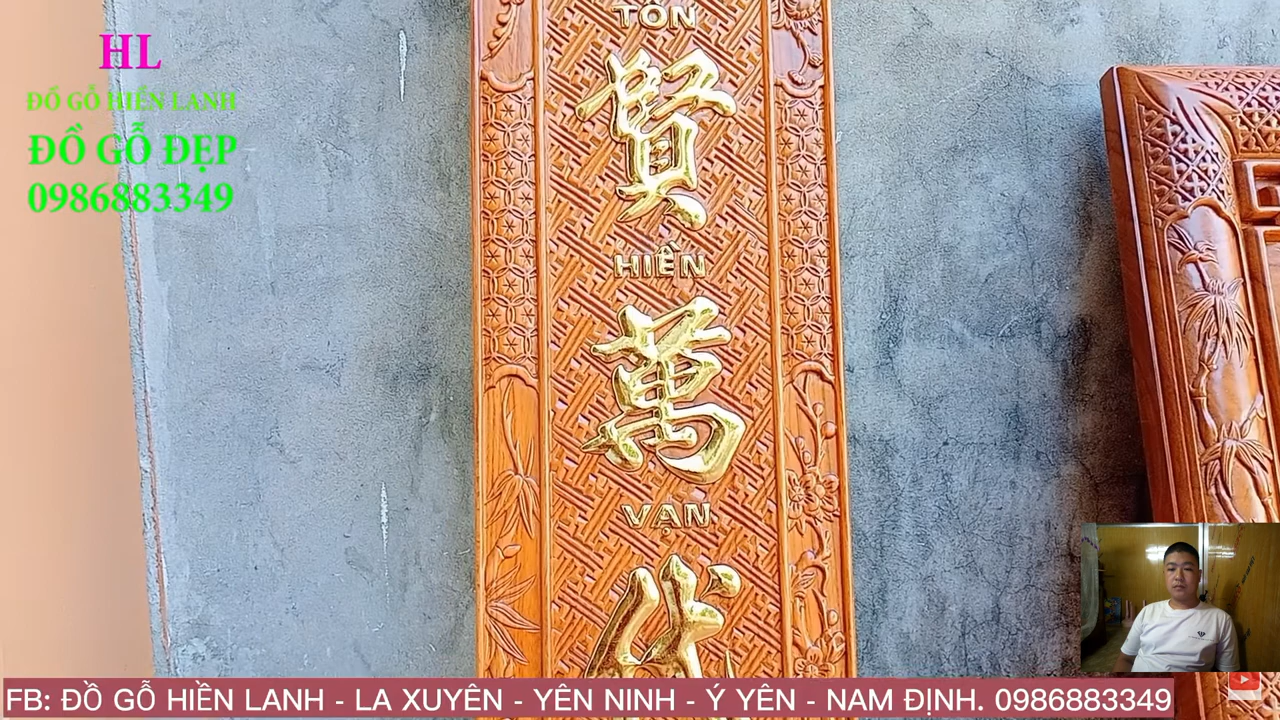 HL
ĐỒ GỖ HIỀN LANH
ĐỒ GỖ ĐẸP
0986883349
TÔN
賢
HIỀN
萬
VẠN
代
FB: ĐỒ GỖ HIỀN LANH - LA XUYÊN - YÊN NINH - Ý YÊN - NAM ĐỊNH. 0986883349